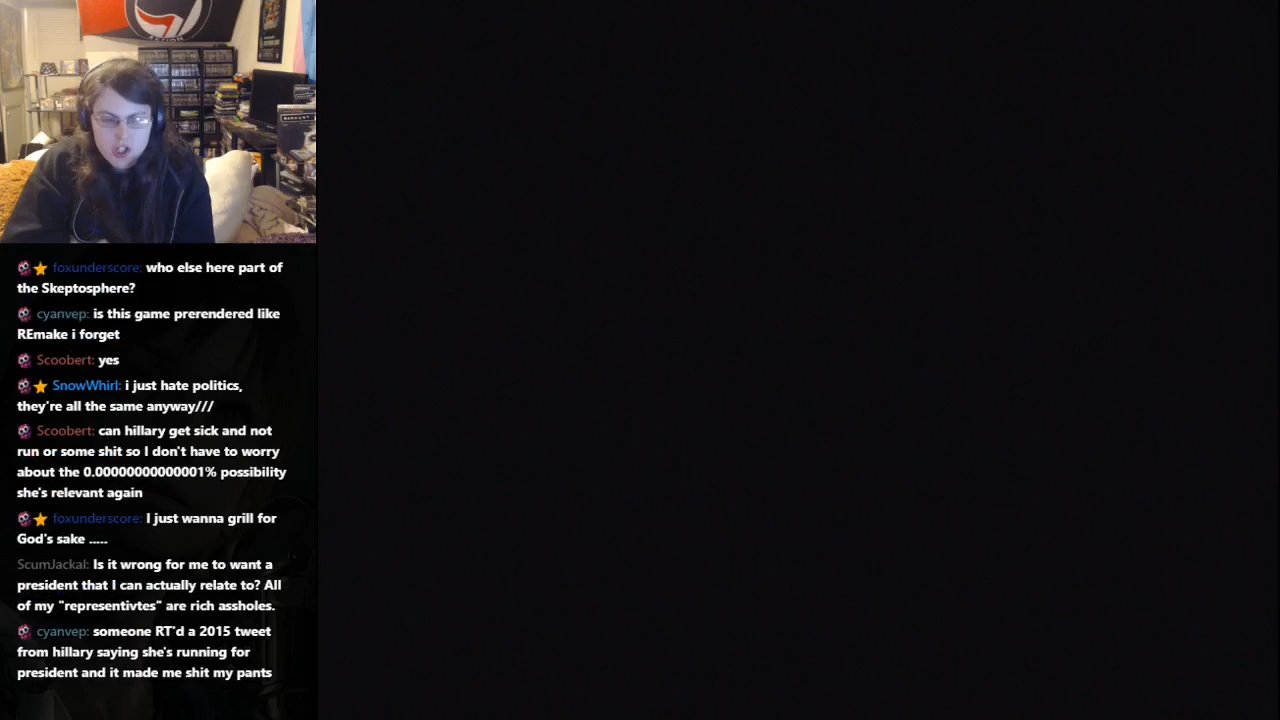 ACTION
MANHUNT
foxunderscore: who else here part of
the Skeptosphere?
cyanvep: is this game prerendered like
REmake i forget
Scoobert: yes
SnowWhirl: i just hate politics,
they're all the same anyway///
Scoobert: can hillary get sick and not
run or some shit so I don't have to worry
about the 0.00000000000001% possibility
she's relevant again
foxunderscore: I just wanna grill for
God's sake .....
ScumJackal: Is it wrong for me to want a
president that I can actually relate to? All
of my "representivtes" are rich assholes.
cyanvep: someone RT'd a 2015 tweet
from hillary saying she's running for
president and it made me shit my pants